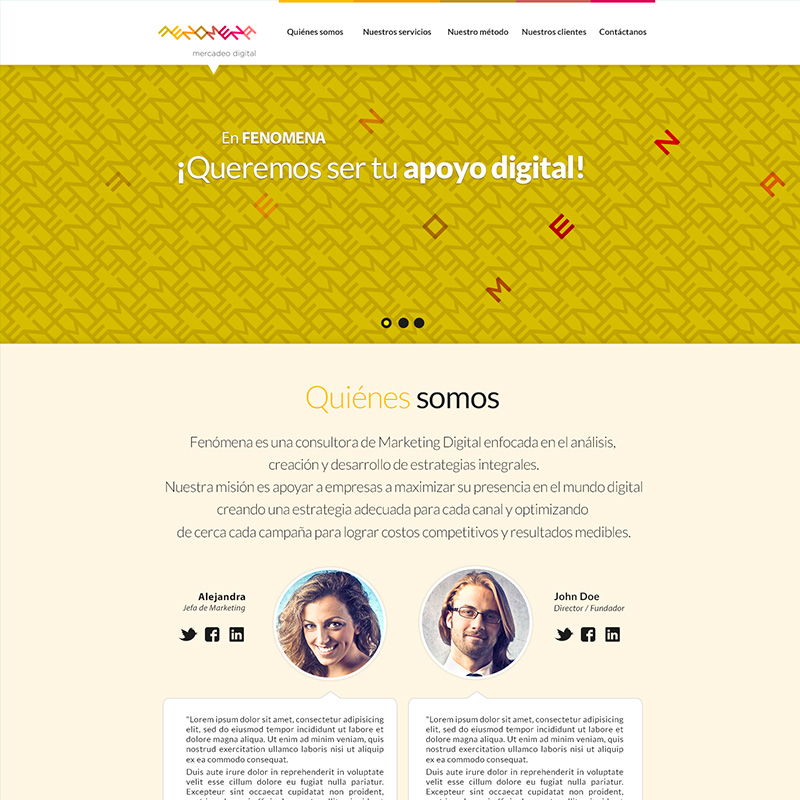 FENOMENA
mercadeo digital
Quiénes somos Nuestros servicios Nuestro método Nuestros clientes Contáctanos
En FENOMENA
¡Queremos ser tu apoyo digital!
F E N O M E N A
Quiénes somos
Fenómena es una consultora de Marketing Digital enfocada en el análisis,
creación y desarrollo de estrategias integrales.
Nuestra misión es apoyar a empresas a maximizar su presencia en el mundo digital
creando una estrategia adecuada para cada canal y optimizando
de cerca cada campaña para lograr costos competitivos y resultados medibles.
Alejandra
Jefa de Marketing
John Doe
Director / Fundador
"Lorem ipsum dolor sit amet, consectetur adipisicing
elit, sed do eiusmod tempor incididunt ut labore et
dolore magna aliqua. Ut enim ad minim veniam, quis
nostrud exercitation ullamco laboris nisi ut aliquip
ex ea commodo consequat.
Duis aute irure dolor in reprehenderit in voluptate
velit esse cillum dolore eu fugiat nulla pariatur.
Excepteur sint occaecat cupidatat non proident,
"Lorem ipsum dolor sit amet, consectetur adipisicing
elit, sed do eiusmod tempor incididunt ut labore et
dolore magna aliqua. Ut enim ad minim veniam, quis
nostrud exercitation ullamco laboris nisi ut aliquip
ex ea commodo consequat.
Duis aute irure dolor in reprehenderit in voluptate
velit esse cillum dolore eu fugiat nulla pariatur.
Excepteur sint occaecat cupidatat non proident,